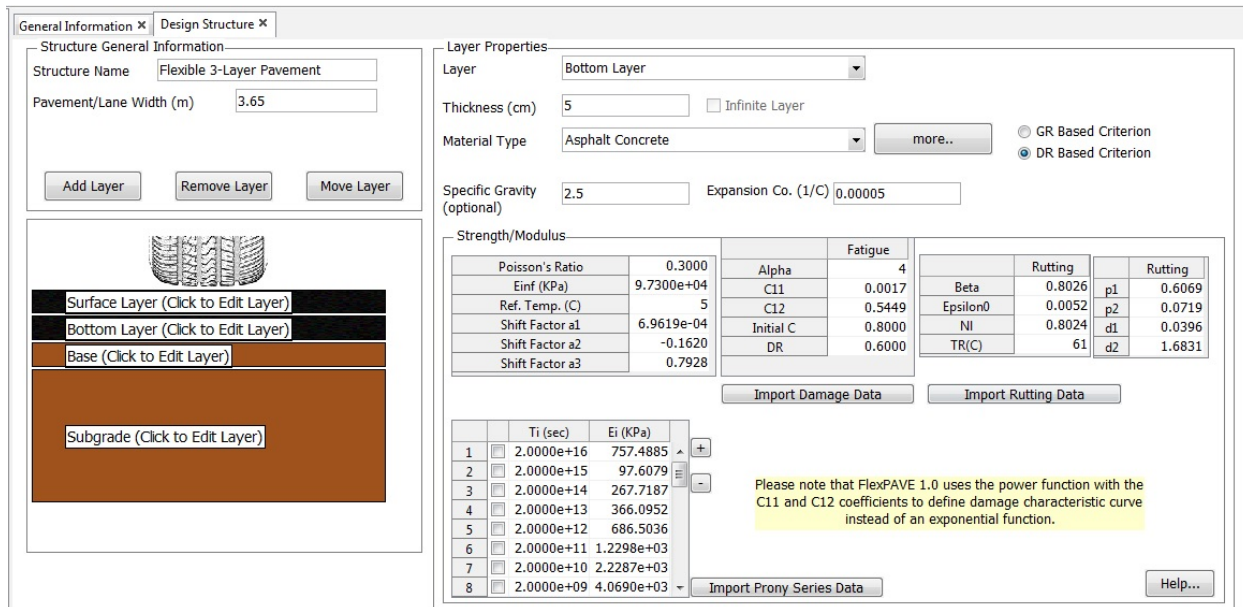 General Information ×
Design Structure ×
Structure General Information
Structure Name Flexible 3-Layer Pavement
Pavement/Lane Width (m) 3.65
Add Layer Remove Layer Move Layer
Surface Layer (Click to Edit Layer)
Bottom Layer (Click to Edit Layer)
Base (Click to Edit Layer)
Subgrade (Click to Edit Layer)
Layer Properties
Layer Bottom Layer
Thickness (cm) 5 Infinite Layer
Material Type Asphalt Concrete more..
GR Based Criterion
DR Based Criterion
Specific Gravity
(optional)
2.5
Expansion Co. (1/C) 0.00005
Strength/Modulus
Poisson's Ratio 0.3000
Einf (KPa) 9.7300e+04
Ref. Temp. (C) 5
Shift Factor a1 6.9619e-04
Shift Factor a2 -0.1620
Shift Factor a3 0.7928
Fatigue
Alpha 4
C11 0.0017
C12 0.5449
Initial C 0.8000
DR 0.6000
Rutting
Beta 0.8026
Epsilon0 0.0052
NI 0.8024
TR(C) 61
Rutting
p1 0.6069
p2 0.0719
d1 0.0396
d2 1.6831
Import Damage Data
Import Rutting Data
Ti (sec) Ei (KPa)
1 2.0000e+16 757.4885
2 2.0000e+15 97.6079
3 2.0000e+14 267.7187
4 2.0000e+13 366.0952
5 2.0000e+12 686.5036
6 2.0000e+11 1.2298e+03
7 2.0000e+10 2.2287e+03
8 2.0000e+09 4.0690e+03
+
-
Please note that FlexPAVE 1.0 uses the power function with the
C11 and C12 coefficients to define damage characteristic curve
instead of an exponential function.
Import Prony Series Data
Help...